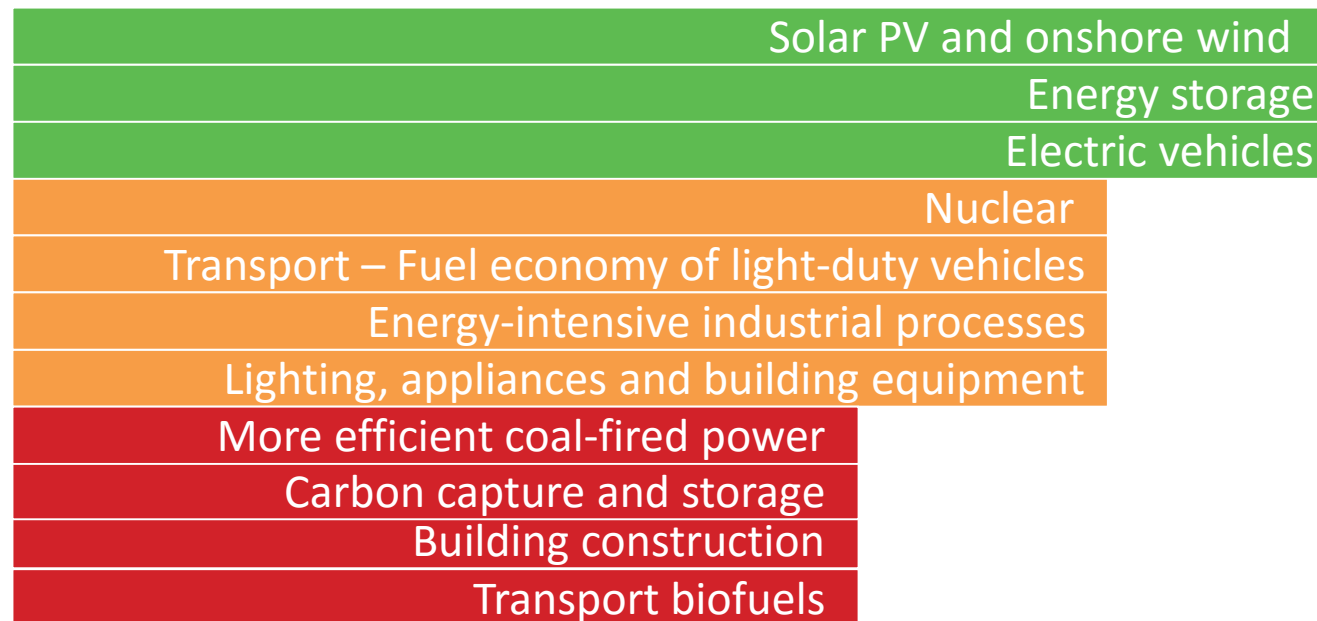 Solar PV and onshore wind
Energy storage
Electric vehicles
Nuclear
Transport – Fuel economy of light-duty vehicles
Energy-intensive industrial processes
Lighting, appliances and building equipment
More efficient coal-fired power
Carbon capture and storage
Building construction
Transport biofuels